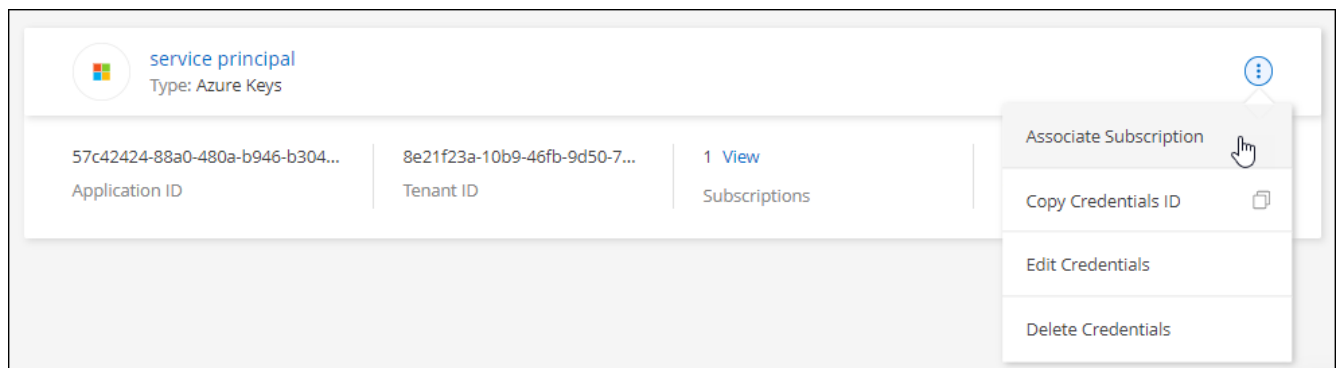 service principal
Type: Azure Keys
57c42424-88a0-480a-b946-b304...
Application ID
8e21f23a-10b9-46fb-9d50-7...
Tenant ID
1 View
Subscriptions
Associate Subscription
Copy Credentials ID
Edit Credentials
Delete Credentials